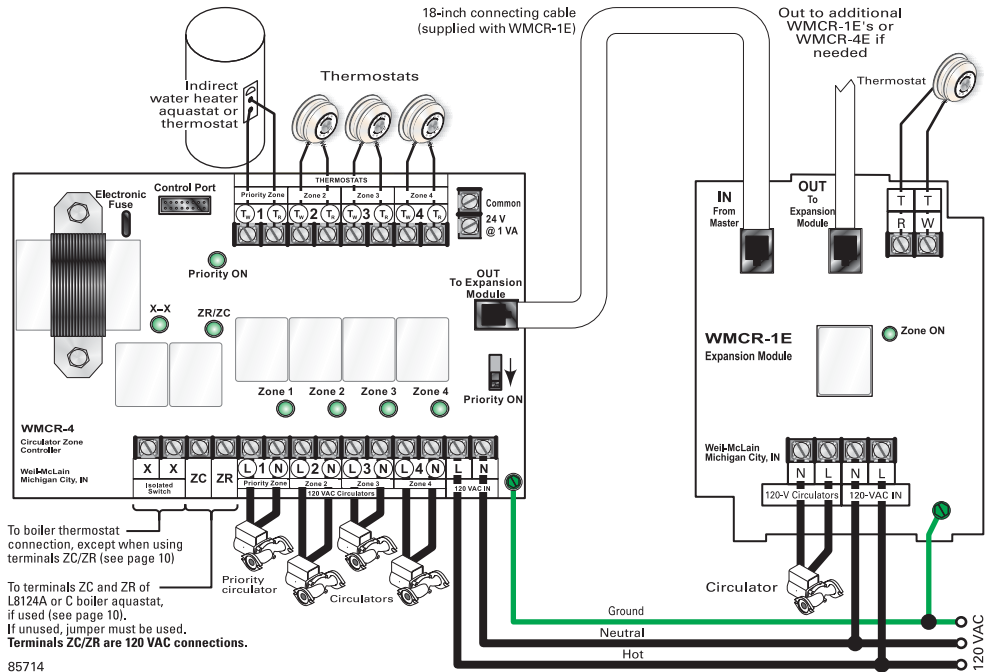 18-inch connecting cable
(supplied with WMCR-1E)
Out to additional
WMCR-1E's or
WMCR-4E if
needed
Indirect
water heater
aquastat or
thermostat
Thermostats
Thermostat
Electronic
Fuse
Control Port
THERMOSTATS
Priority Zone Zone 2 Zone 3 Zone 4
TW 1 TR TW 2 TR TW 3 TR TW 4 TR
Common
24 V
@ 1 VA
Priority ON
X–X
ZR/ZC
OUT
To Expansion
Module
Priority ON
Zone 1 Zone 2 Zone 3 Zone 4
WMCR-4
Circulator Zone
Controller
Weil-McLain
Michigan City, IN
X X ZC ZR L 1 N L 2 N L 3 N L 4 N L N
Isolated
Switch
Priority Zone Zone 2 Zone 3 Zone 4
120 VAC Circulators
120 VAC IN
IN
From
Master
OUT
To
Expansion
Module
T T
R W
WMCR-1E
Expansion Module
Zone ON
Weil-McLain
Michigan City, IN
N L N L
120-V Circulators 120-VAC IN
To boiler thermostat
connection, except when using
terminals ZC/ZR (see page 10)
To terminals ZC and ZR of
L8124A or C boiler aquastat,
if used (see page 10).
If unused, jumper must be used.
Terminals ZC/ZR are 120 VAC connections.
Priority
circulator
Circulators
Circulator
Ground
Neutral
Hot
120 VAC
85714